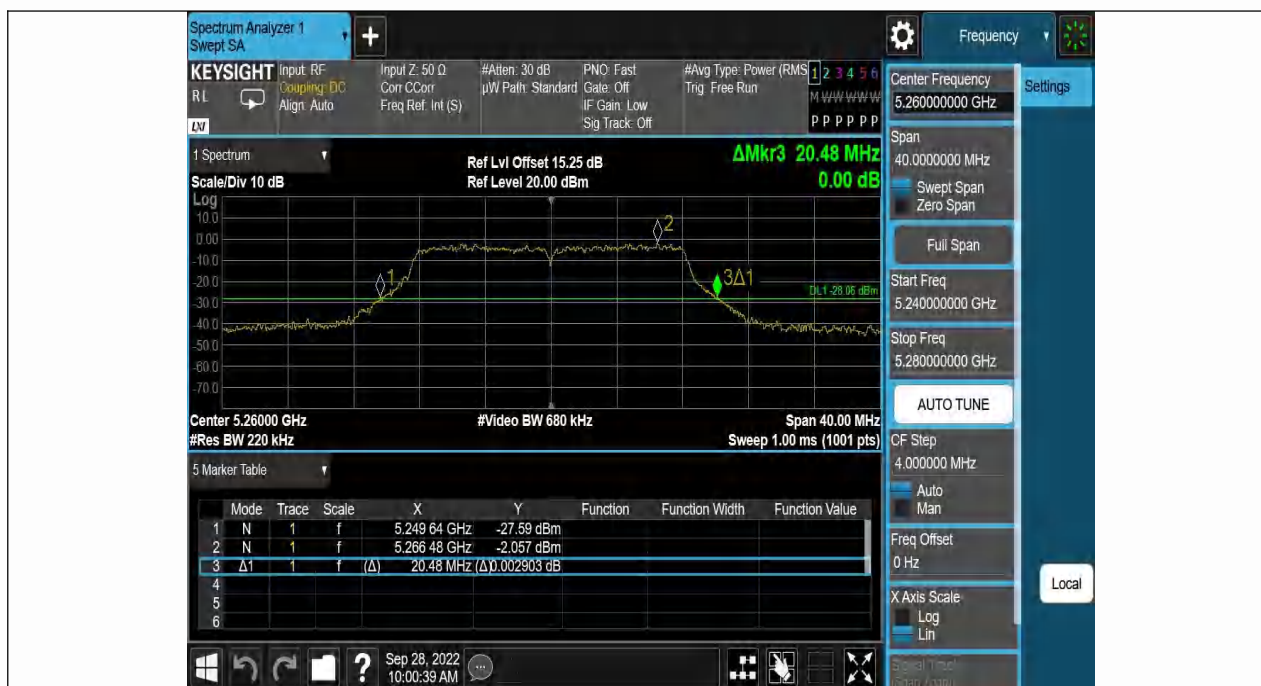 Spectrum Analyzer 1
Swept SA
+
Frequency
KEYSIGHT
RL
LXI
Input: RF
Coupling: DC
Align: Auto
Input Z: 50 Ω
Corr CCorr
Freq Ref: Int (S)
#Atten: 30 dB
µW Path: Standard
PNO: Fast
Gate: Off
IF Gain: Low
Sig Track: Off
#Avg Type: Power (RMS
Trig: Free Run
1 2 3 4 5 6
M W W W W W
P P P P P P
1 Spectrum
Scale/Div 10 dB
Ref Lvl Offset 15.25 dB
Ref Level 20.00 dBm
ΔMkr3 20.48 MHz
0.00 dB
Log
10.0
0.00
-10.0
-20.0
-30.0
-40.0
-50.0
-60.0
-70.0
1
2
3Δ1
DL1 -28.06 dBm
Center 5.26000 GHz
#Video BW 680 kHz
Span 40.00 MHz
#Res BW 220 kHz
Sweep 1.00 ms (1001 pts)
5 Marker Table
Mode Trace Scale X Y Function Function Width Function Value
1 N 1 f 5.249 64 GHz -27.59 dBm
2 N 1 f 5.266 48 GHz -2.057 dBm
3 Δ1 1 f (Δ) 20.48 MHz (Δ)0.002903 dB
4
5
6
?
Sep 28, 2022
10:00:39 AM
Center Frequency
5.260000000 GHz
Settings
Span
40.0000000 MHz
Swept Span
Zero Span
Full Span
Start Freq
5.240000000 GHz
Stop Freq
5.280000000 GHz
AUTO TUNE
CF Step
4.000000 MHz
Auto
Man
Freq Offset
0 Hz
X Axis Scale
Log
Lin
Local